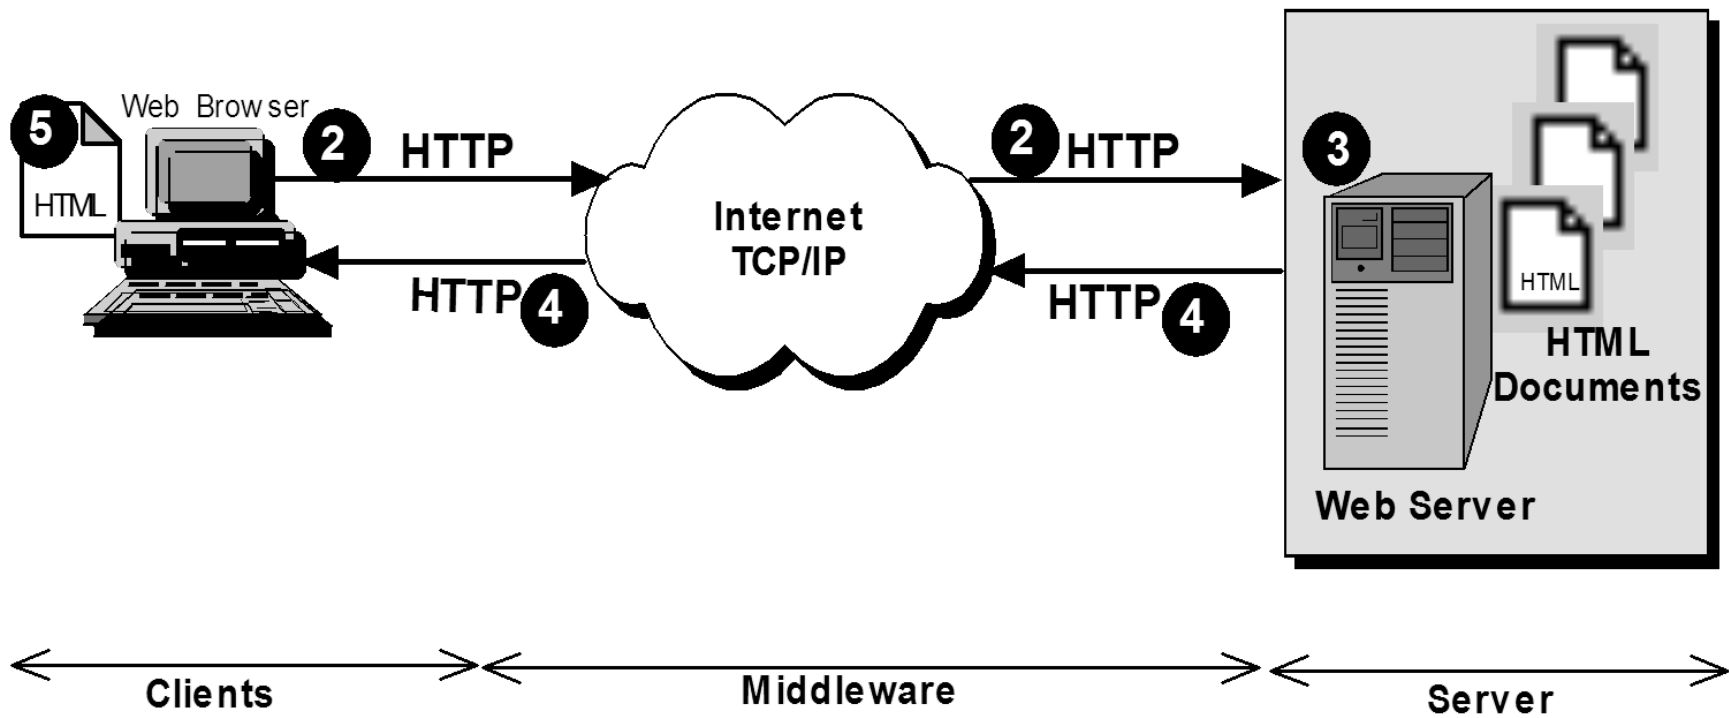 5
Web Browser
2
HTTP
2
HTTP
3
HTML
Internet
TCP/IP
HTTP
4
HTTP
4
HTML
HTML
Documents
Web Server
Clients
Middleware
Server